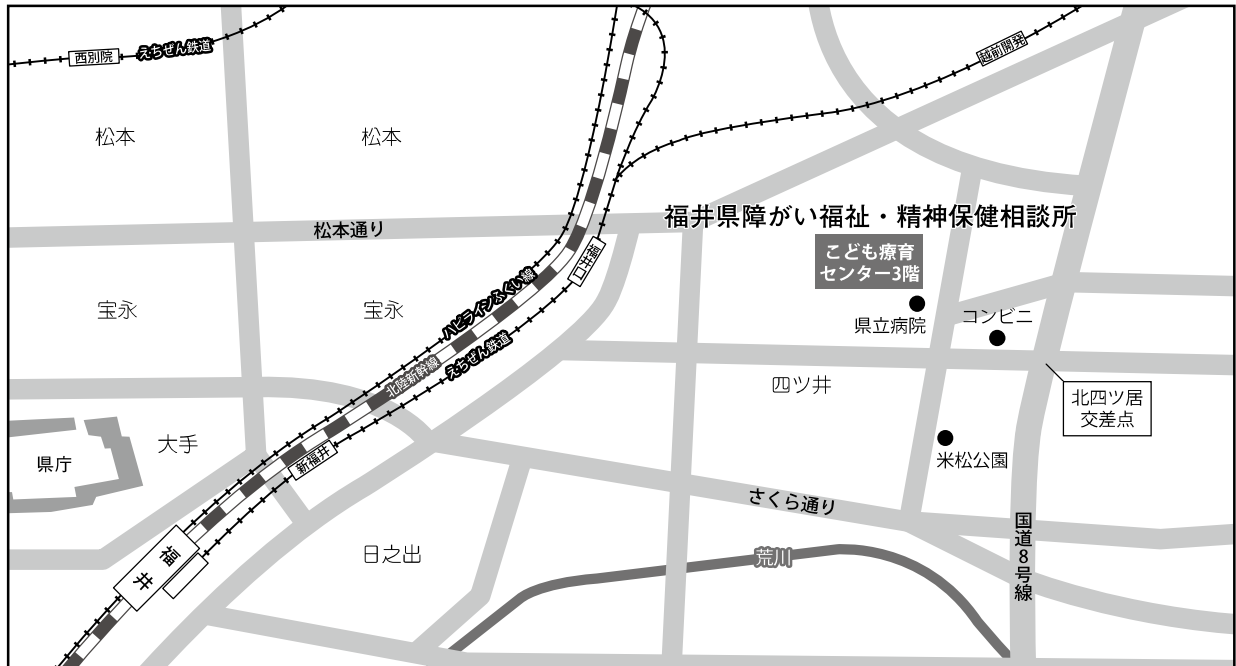 西別院
えちぜん鉄道
越前開発
松本
松本
福井県障がい福祉・精神保健相談所
松本通り
こども療育
センター3階
福井口
ハピラインふくい線
宝永
宝永
県立病院
コンビニ
えちぜん鉄道
北陸新幹線
四ツ井
北四ツ居
交差点
大手
県庁
新福井
米松公園
さくら通り
国道8号線
福井
日之出
荒川